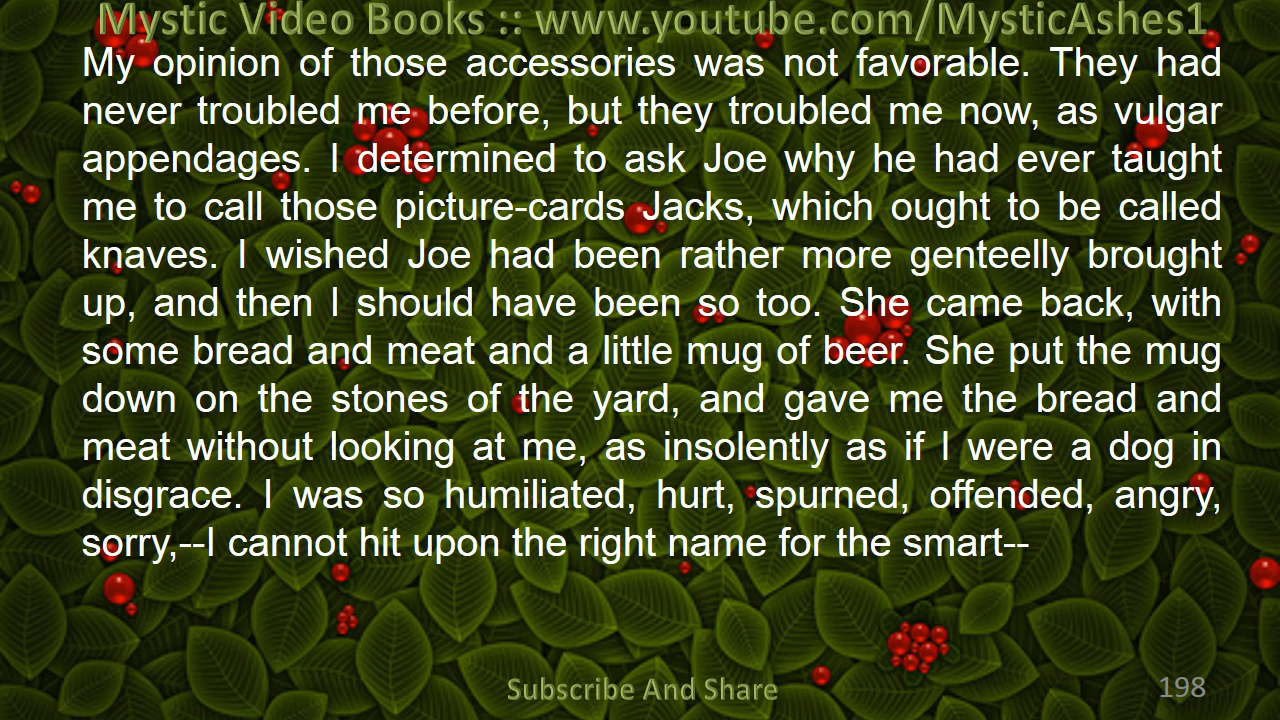 Mystic Video Books :: www.youtube.com/MysticAshes1
My opinion of those accessories was not favorable. They had
never troubled me before, but they troubled me now, as vulgar
appendages. I determined to ask Joe why he had ever taught
me to call those picture-cards Jacks, which ought to be called
knaves. I wished Joe had been rather more genteelly brought
up, and then I should have been so too. She came back, with
some bread and meat and a little mug of beer. She put the mug
down on the stones of the yard, and gave me the bread and
meat without looking at me, as insolently as if I were a dog in
disgrace. I was so humiliated, hurt, spurned, offended, angry,
sorry,--I cannot hit upon the right name for the smart--
Subscribe And Share
198